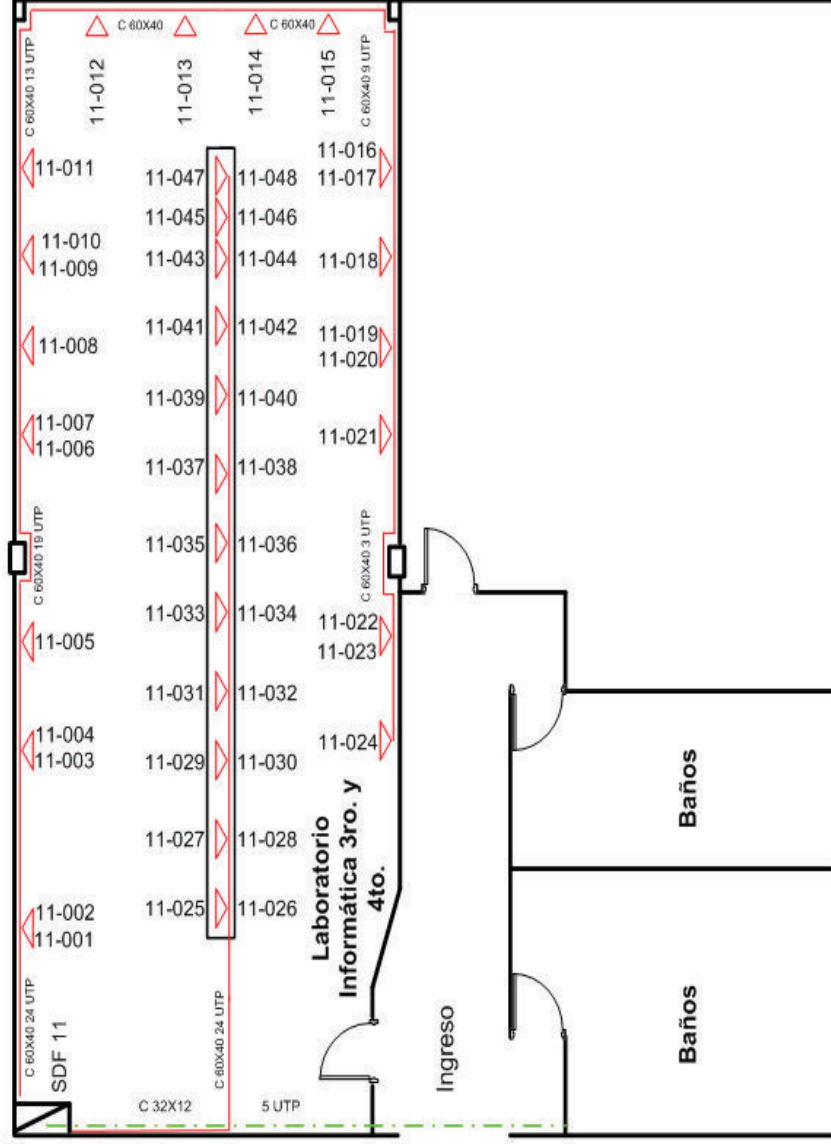 C 60X40
C 60X40
C 60X40 13 UTP
C 60X40 9 UTP
11-012
11-013
11-014
11-015
11-011
11-016
11-017
11-047
11-048
11-045
11-046
11-010
11-009
11-043
11-044
11-018
11-008
11-041
11-042
11-019
11-020
11-039
11-040
11-007
11-006
11-021
11-037
11-038
C 60X40 19 UTP
11-035
11-036
C 60X40 3 UTP
11-033
11-034
11-022
11-023
11-005
11-031
11-032
11-004
11-003
11-029
11-030
11-024
11-027
11-028
Laboratorio
Informática 3ro. y
4to.
11-002
11-001
11-025
11-026
C 60X40 24 UTP
SDF 11
C 60X40 24 UTP
C 32X12
5 UTP
Ingreso
Baños
Baños